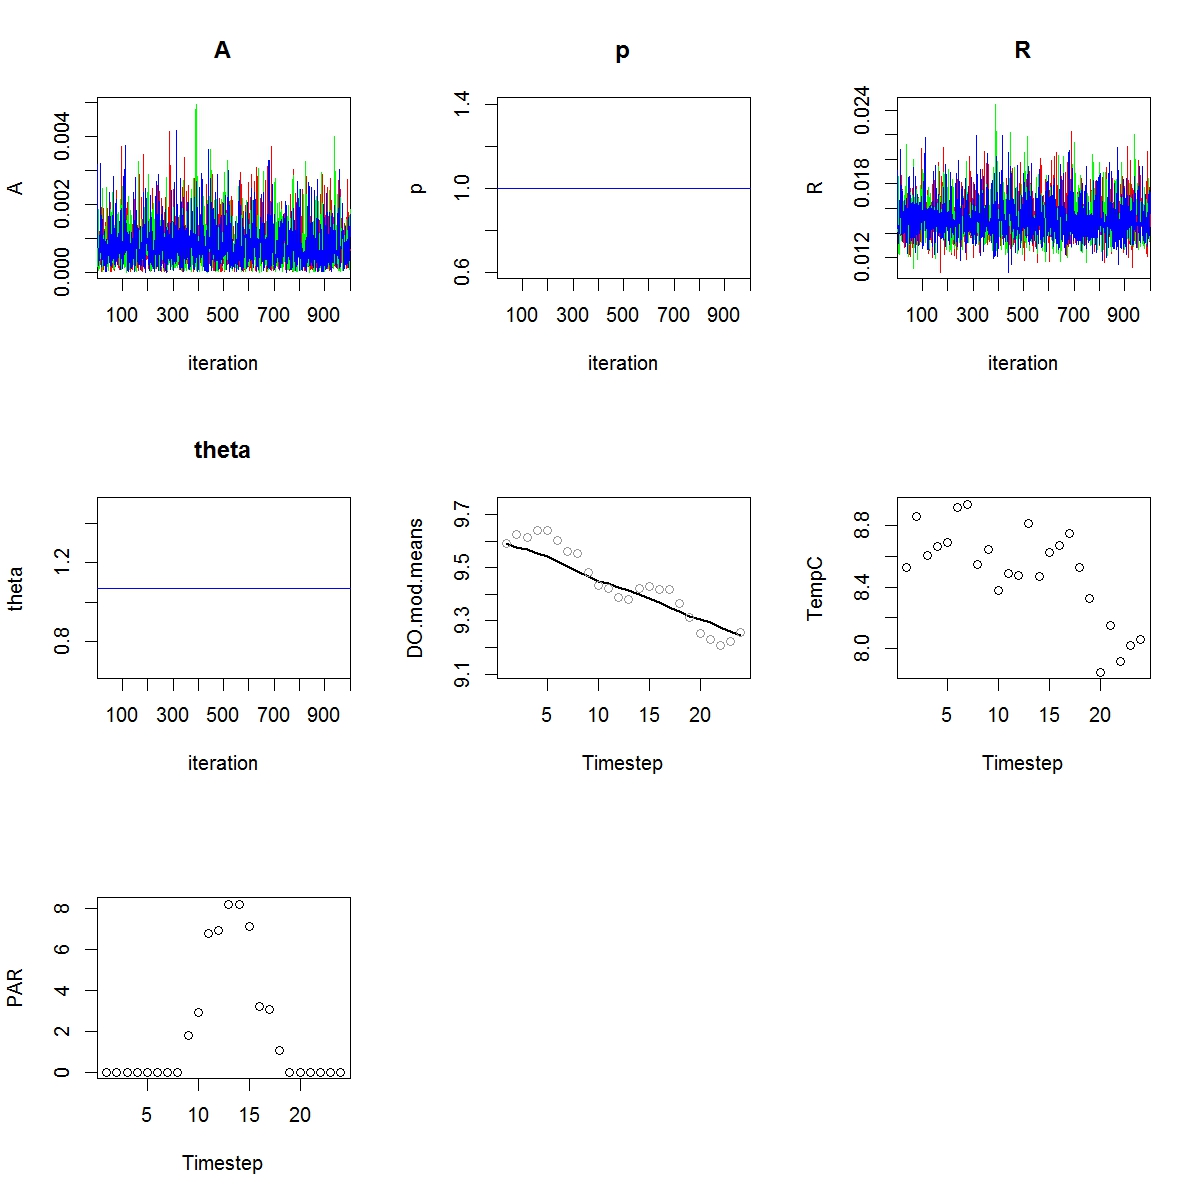 A
A
0.000 0.002 0.004
100 300 500 700 900
iteration
p
p
0.6 1.0 1.4
100 300 500 700 900
iteration
R
R
0.012 0.018 0.024
100 300 500 700 900
iteration
theta
theta
0.8 1.2
100 300 500 700 900
iteration
DO.mod.means
9.1 9.3 9.5 9.7
5 10 15 20
Timestep
TempC
8.0 8.4 8.8
5 10 15 20
Timestep
PAR
0 2 4 6 8
5 10 15 20
Timestep